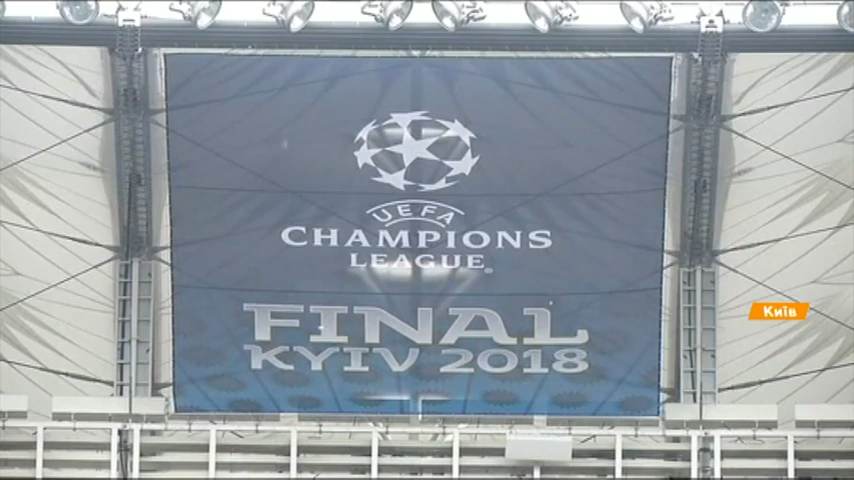 UEFA
CHAMPIONS
LEAGUE®
FINAL
KYIV 2018
Київ